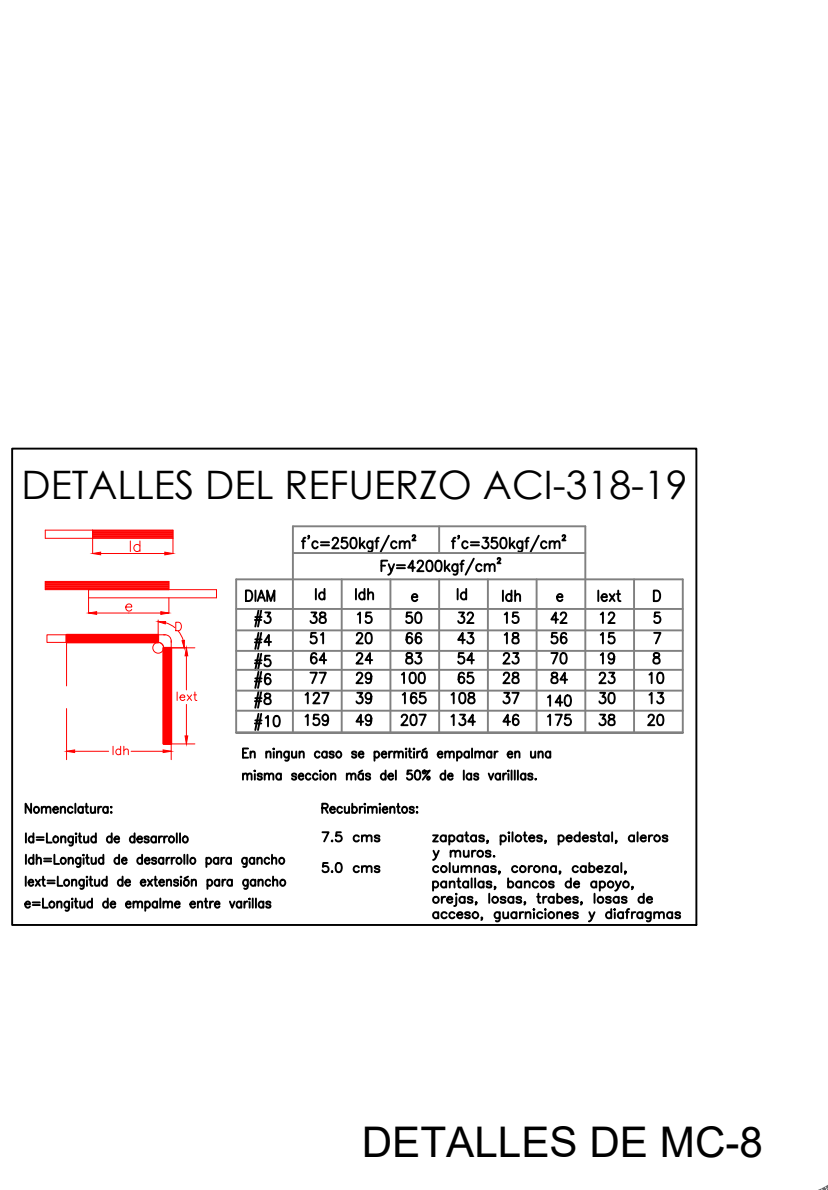 DETALLES DEL REFUERZO ACI-318-19
ld
e
D
lext
ldh
f'c=250kgf/cm² f'c=350kgf/cm²
Fy=4200kgf/cm²
DIAM ld ldh e ld ldh e lext D
#3 38 15 50 32 15 42 12 5
#4 51 20 66 43 18 56 15 7
#5 64 24 83 54 23 70 19 8
#6 77 29 100 65 28 84 23 10
#8 127 39 165 108 37 140 30 13
#10 159 49 207 134 46 175 38 20
En ningun caso se permitirá empalmar en una
misma seccion más del 50% de las varilllas.
Nomenclatura:
ld=Longitud de desarrollo
ldh=Longitud de desarrollo para gancho
lext=Longitud de extensión para gancho
e=Longitud de empalme entre varillas
Recubrimientos:
7.5 cms zapatas, pilotes, pedestal, aleros
y muros.
5.0 cms columnas, corona, cabezal,
pantallas, bancos de apoyo,
orejas, losas, trabes, losas de
acceso, guarniciones y diafragmas
DETALLES DE MC-8